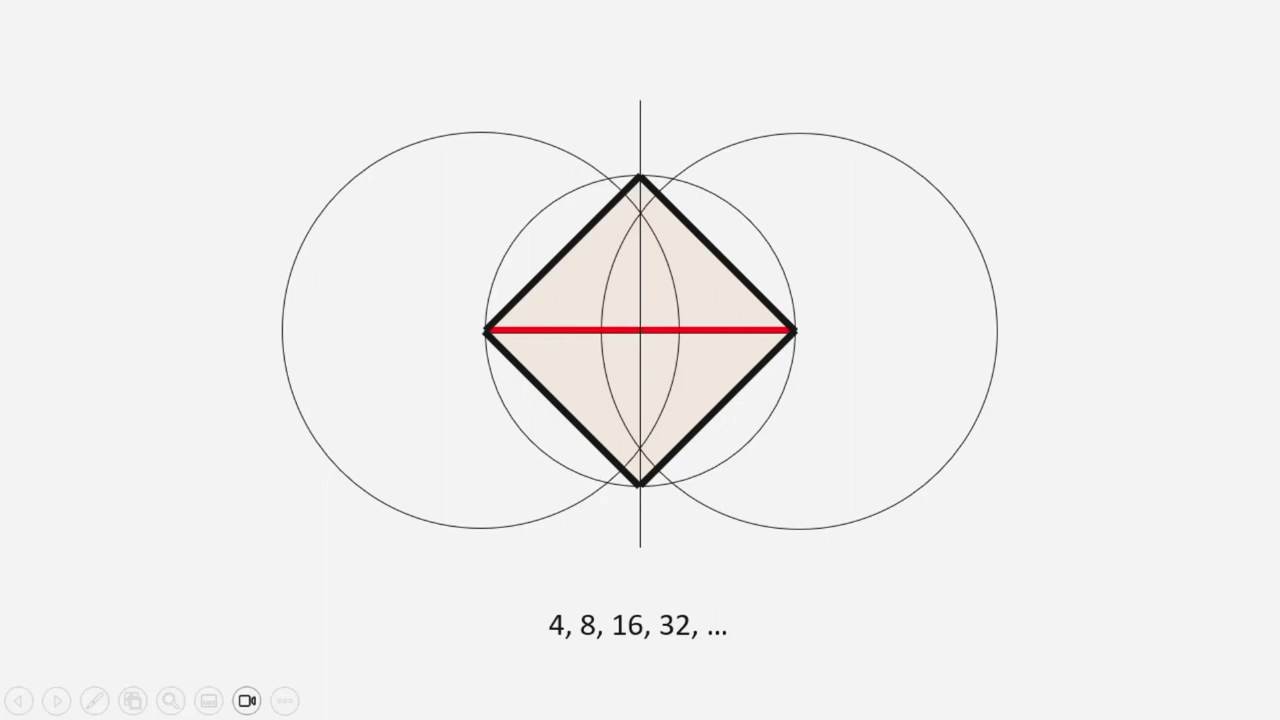 4, 8, 16, 32, ...